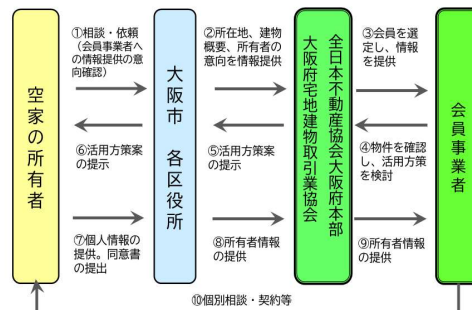 ①相談・依頼
（会員事業者へ
の情報提供の意
向確認）
②所在地、建物
概要、所有者の
意向を情報提供
③会員を選
定し、情報
を提供
空家の所有者
大阪市　各区役所
全日本不動産協会大阪府本部
大阪府宅地建物取引業協会
会員事業者
⑥活用方策案
の提示
⑤活用方策案
の提示
④物件を確認
し、活用方策
を検討
⑦個人情報の
提供。同意書
の提出
⑧所有者情報
の提供
⑨所有者情報
の提供
⑩個別相談・契約等